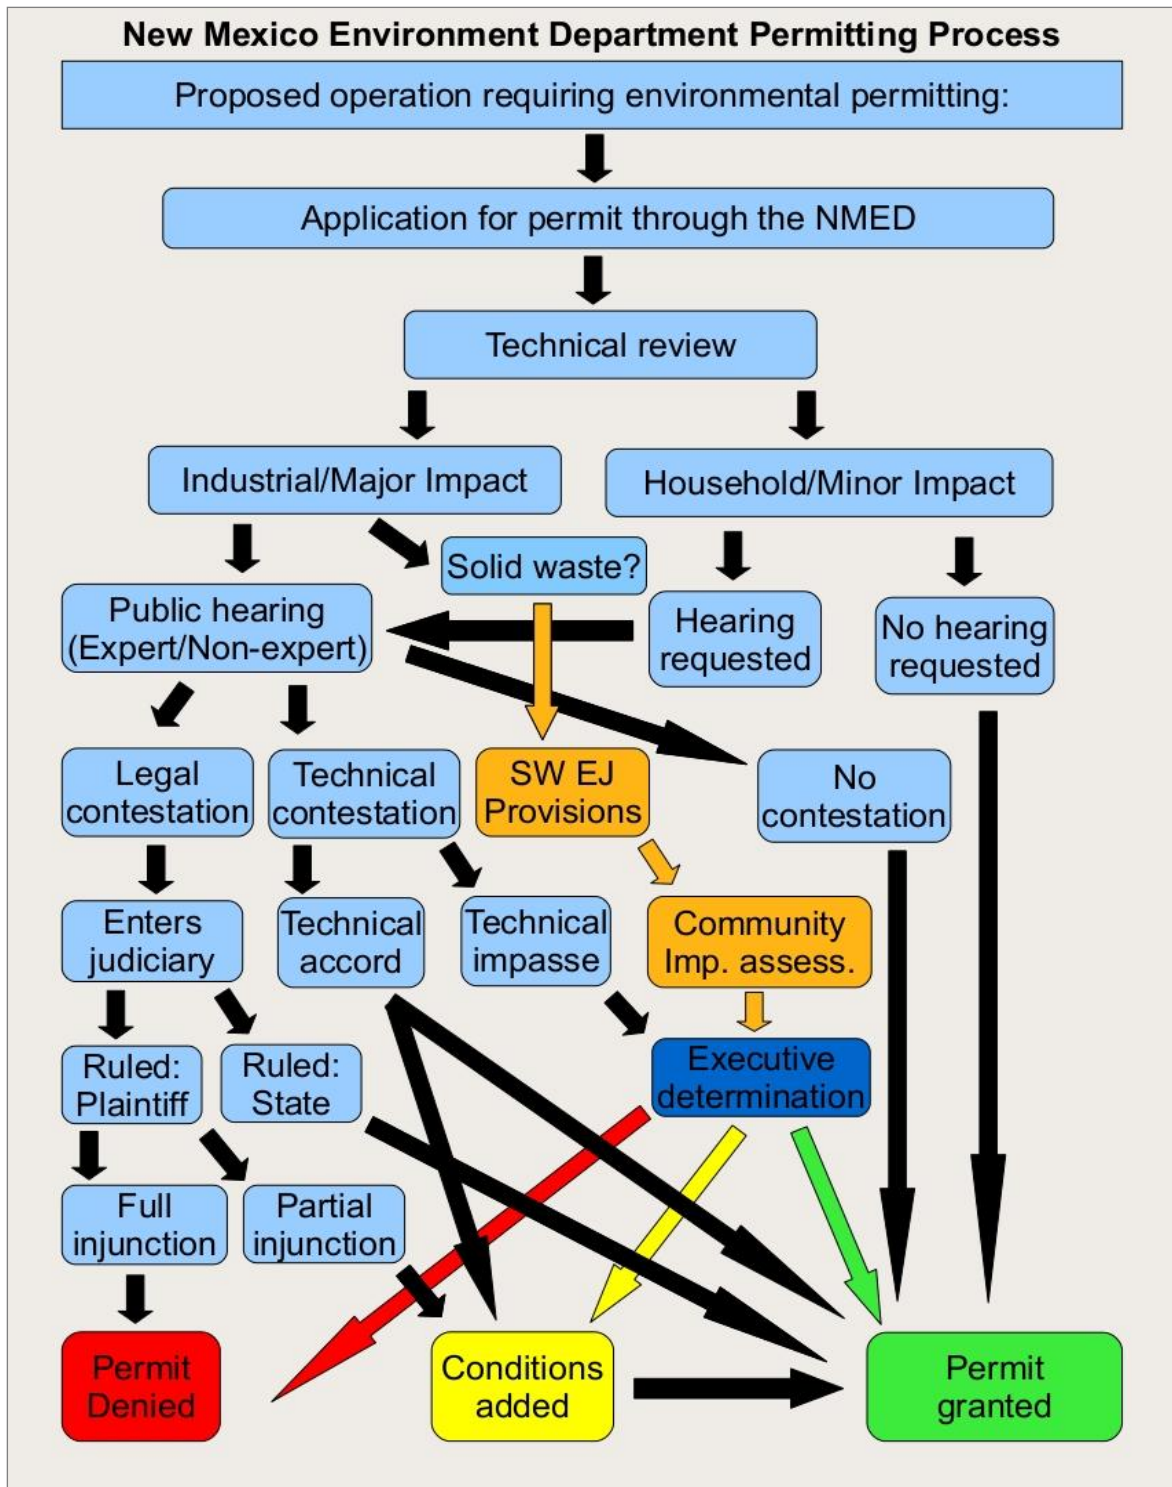 New Mexico Environment Department Permitting Process
Proposed operation requiring environmental permitting:
Application for permit through the NMED
Technical review
Industrial/Major Impact
Household/Minor Impact
Solid waste?
Public hearing
(Expert/Non-expert)
Hearing
requested
No hearing
requested
Legal
contestation
Technical
contestation
SW EJ
Provisions
No
contestation
Enters
judiciary
Technical
accord
Technical
impasse
Community
Imp. assess.
Ruled:
Plaintiff
Ruled:
State
Executive
determination
Full
injunction
Partial
injunction
Permit
Denied
Conditions
added
Permit
granted